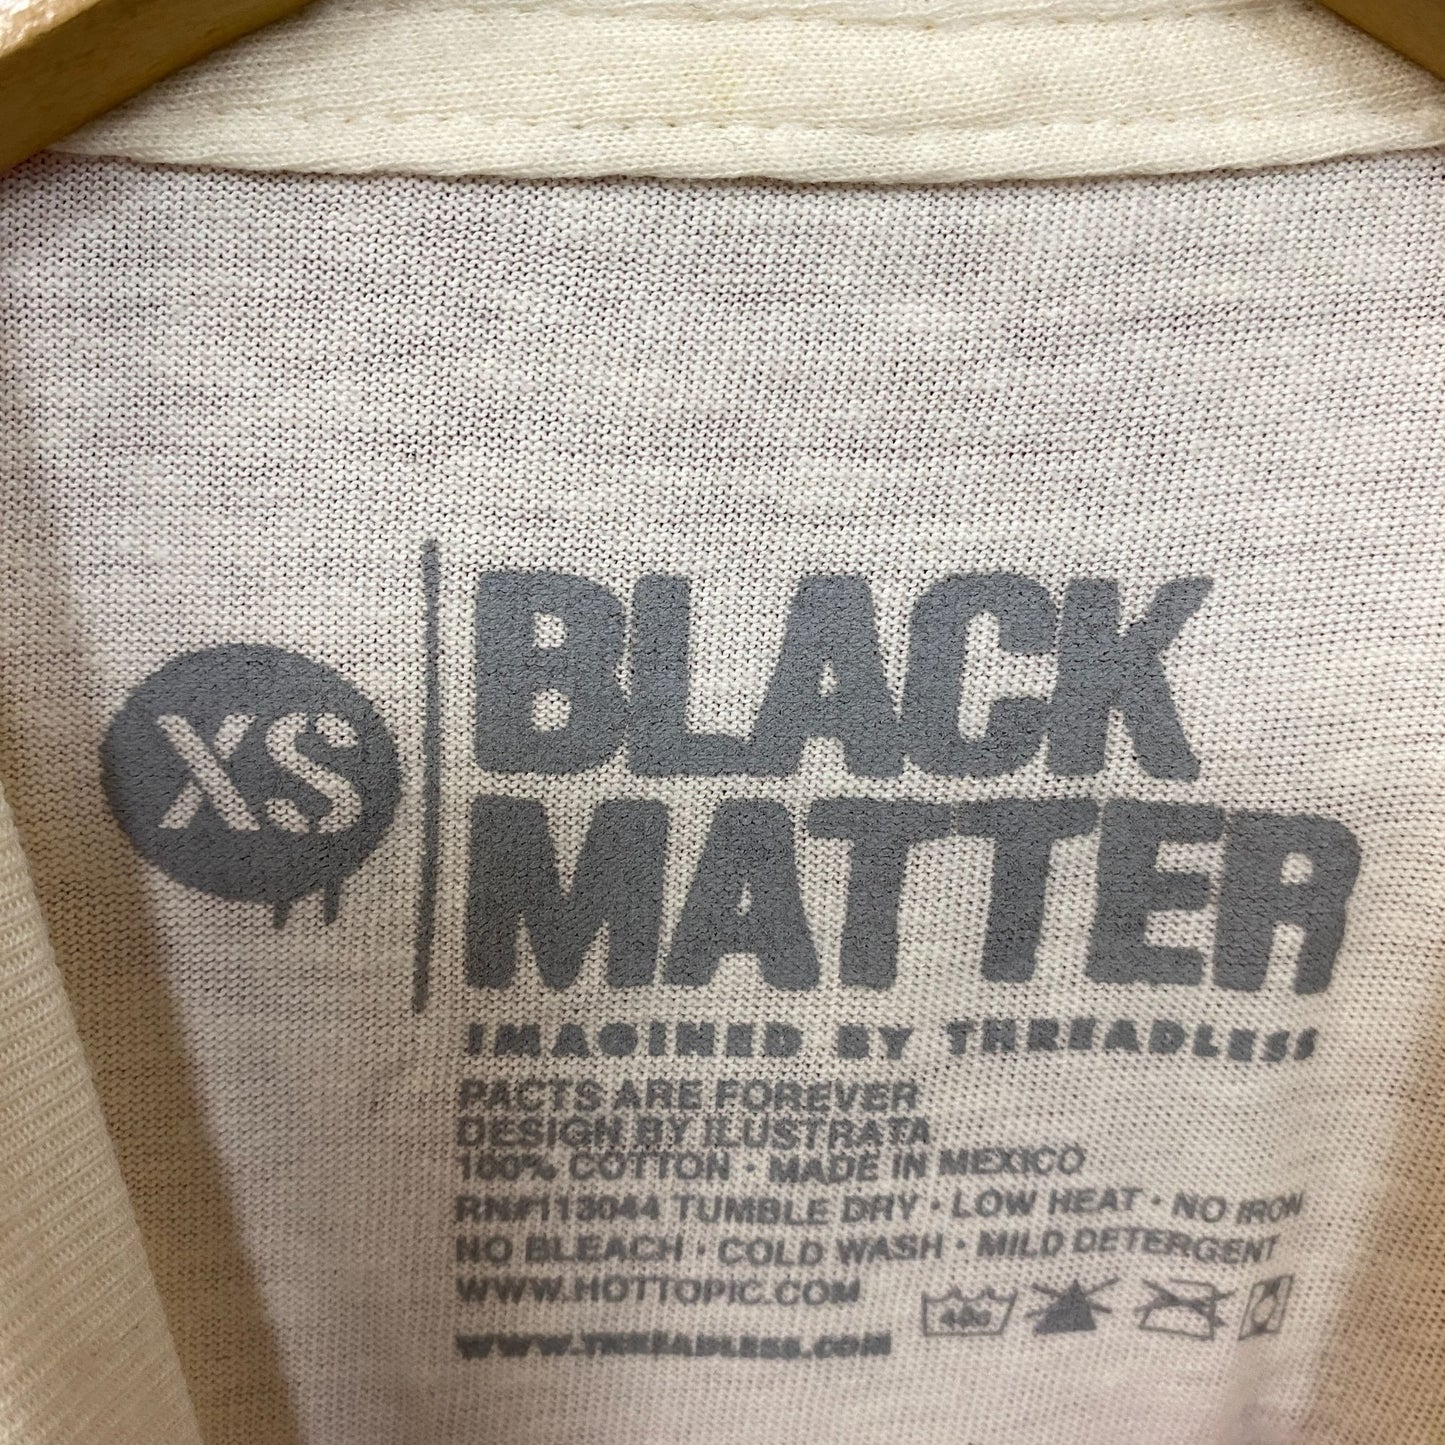 XS
BLACK
MATTER
IMAGINED BY THREADLESS
PACTS ARE FOREVER
DESIGN BY ILUSTRATA
100% COTTON · MADE IN MEXICO
RN#113044 TUMBLE DRY · LOW HEAT · NO IRON
NO BLEACH · COLD WASH · MILD DETERGENT
WWW.HOTTOPIC.COM
WWW.THREADLESS.COM